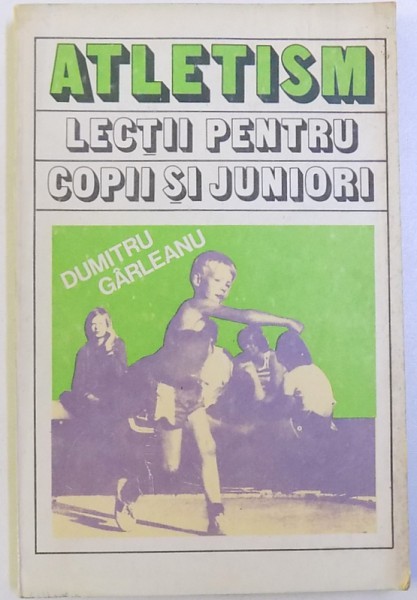 ATLETISM
LECȚII PENTRU
COPII ȘI JUNIORI
DUMITRU
GÂRLEANU